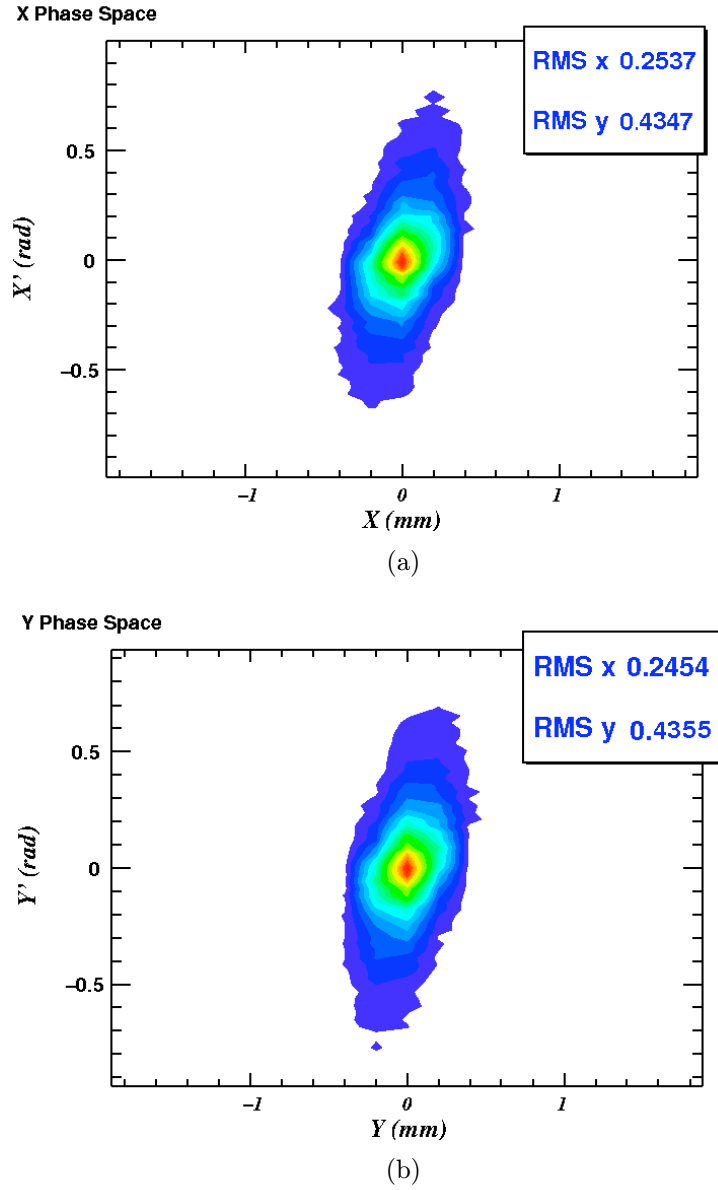 X Phase Space
RMS x 0.2537
RMS y 0.4347
0.5
0
−0.5
X' (rad)
−1 0 1
X (mm)
(a)
Y Phase Space
RMS x 0.2454
RMS y 0.4355
0.5
0
−0.5
Y' (rad)
−1 0 1
Y (mm)
(b)